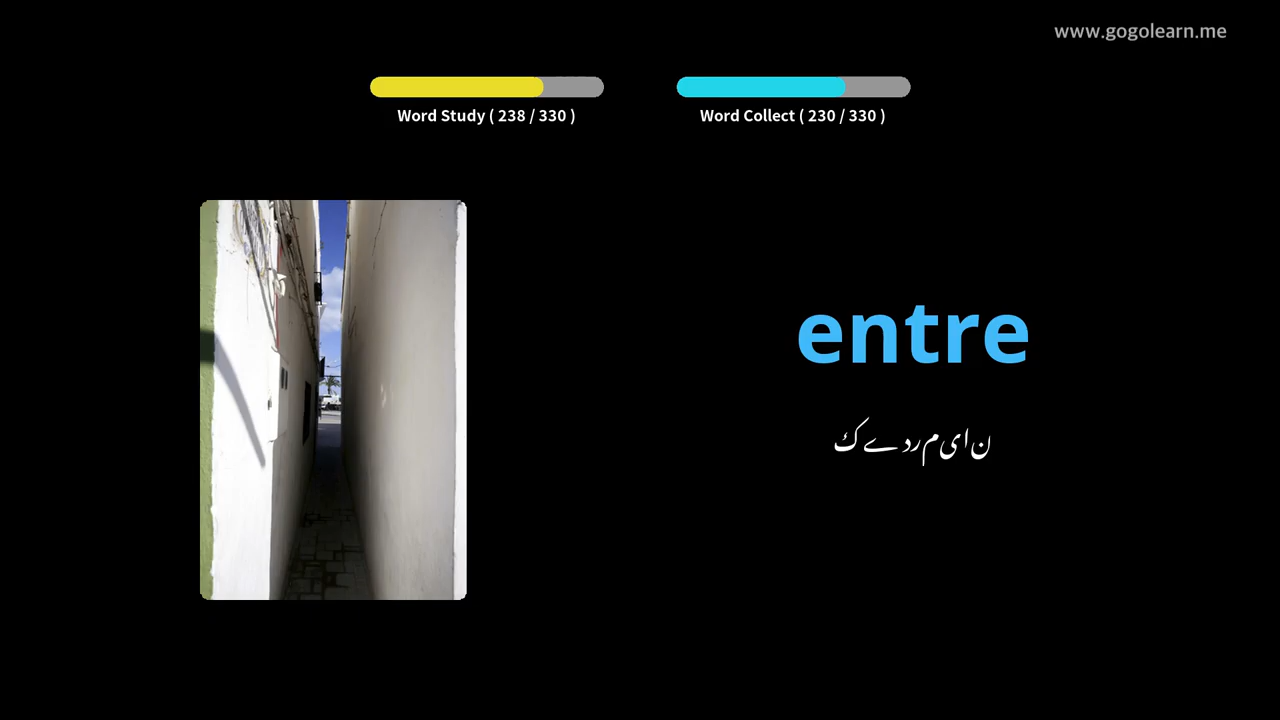 www.gogolearn.me
Word Study ( 238 / 330 )
Word Collect ( 230 / 330 )
entre
کے درمیان